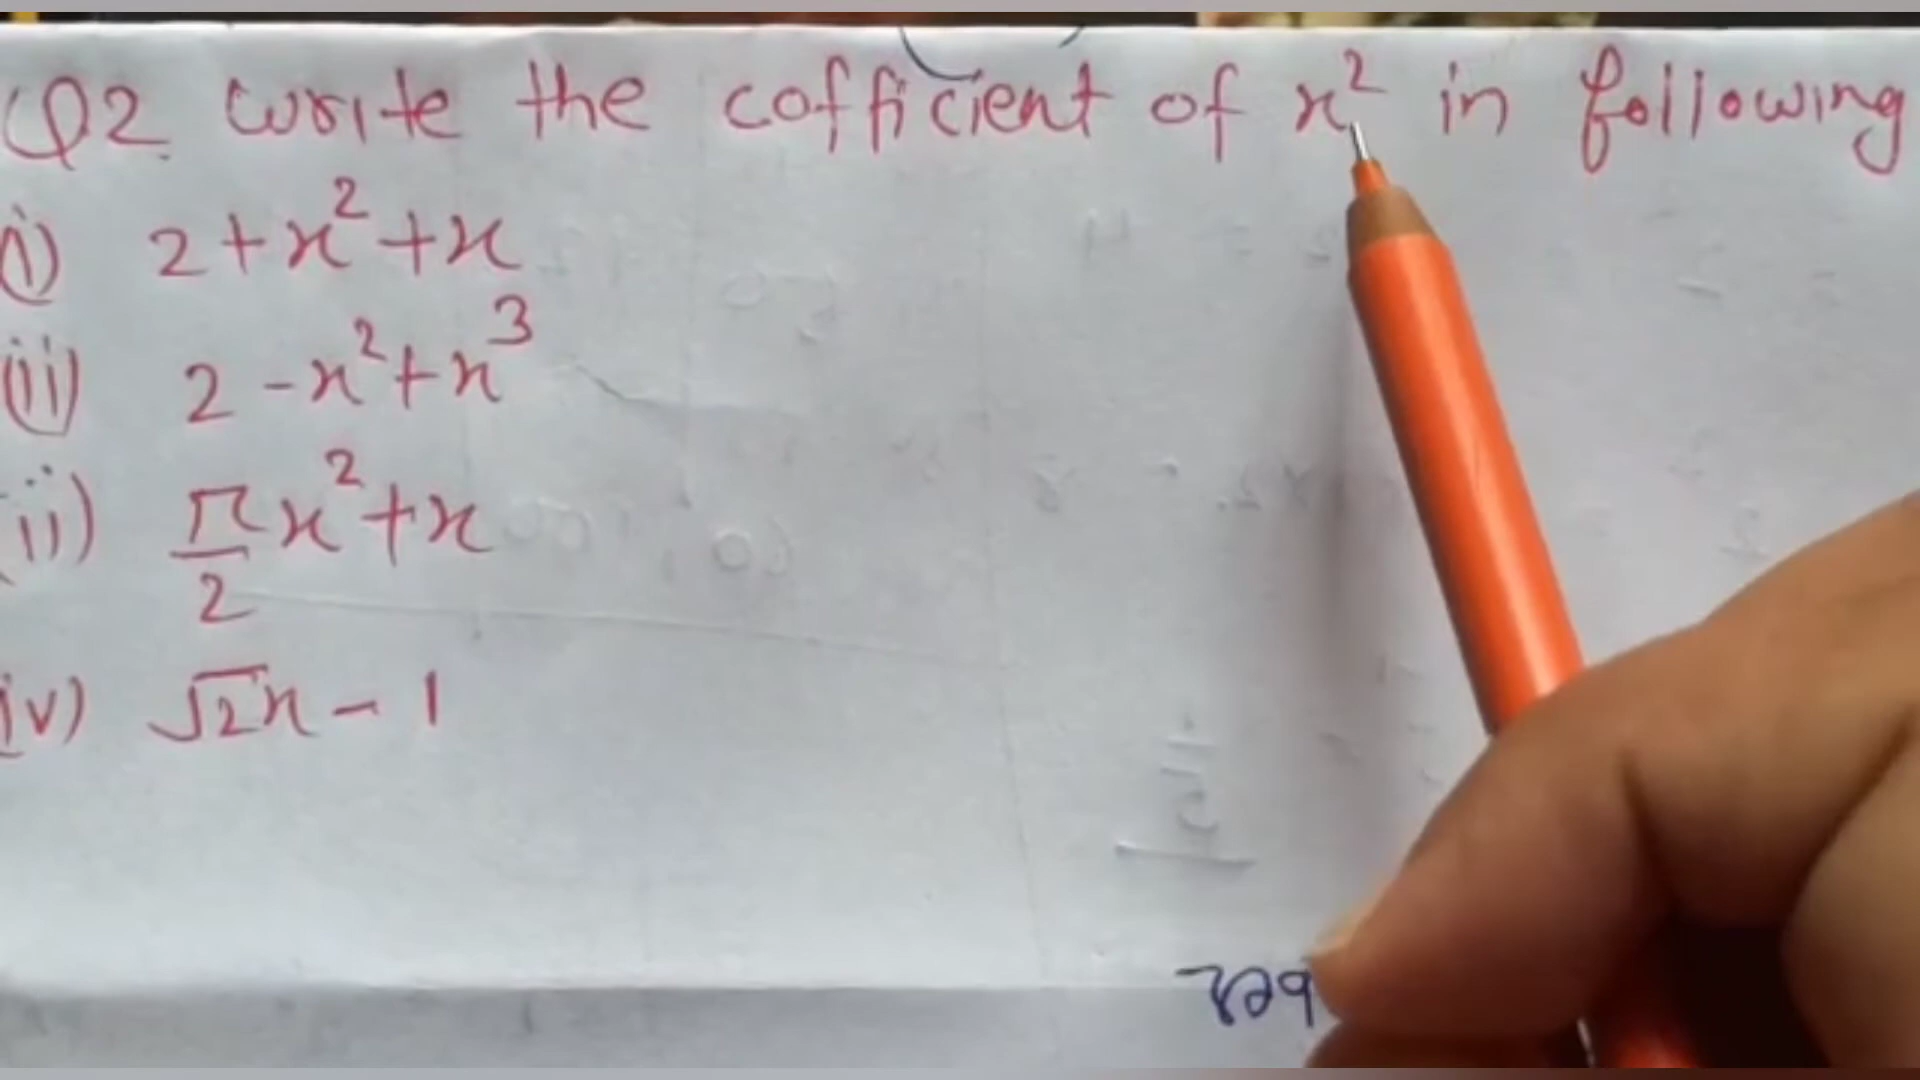 Q2 write the cofficient of x² in following
(i) 2+x²+x
(ii) 2-x²+x³
(iii) π/2 x²+x
(iv) √2x - 1